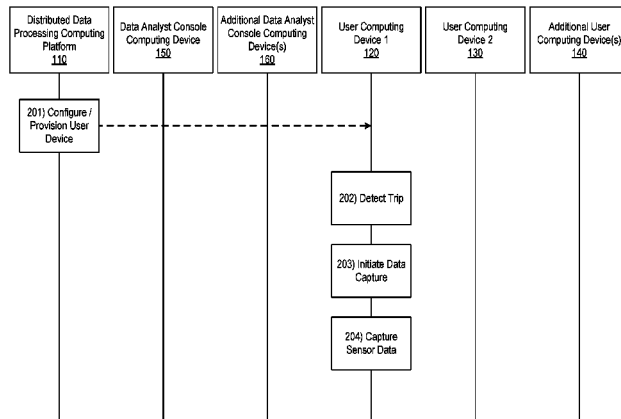 Distributed Data
Processing Computing
Platform
110
Data Analyst Console
Computing Device
150
Additional Data Analyst
Console Computing
Device(s)
160
User Computing
Device 1
120
User Computing
Device 2
130
Additional User
Computing Device(s)
140
201) Configure /
Provision User
Device
202) Detect Trip
203) Initiate Data
Capture
204) Capture
Sensor Data